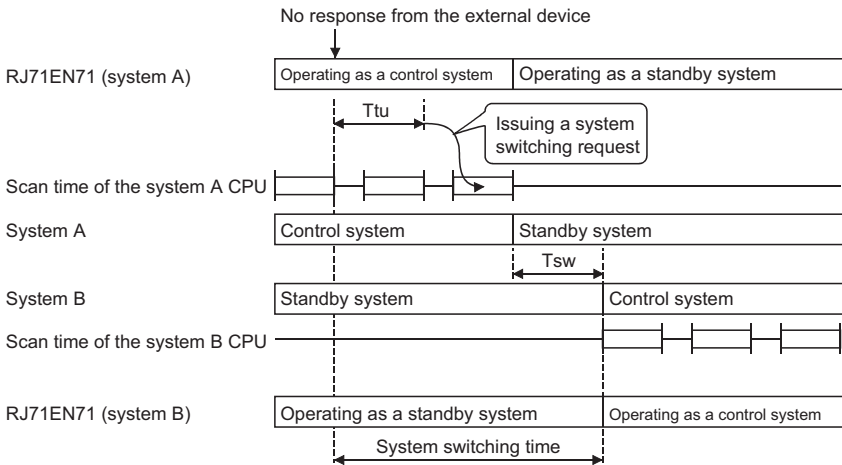 No response from the external device
RJ71EN71 (system A)
Operating as a control system
Operating as a standby system
Ttu
Issuing a system
switching request
Scan time of the system A CPU
System A
Control system
Standby system
Tsw
System B
Standby system
Control system
Scan time of the system B CPU
RJ71EN71 (system B)
Operating as a standby system
Operating as a control system
System switching time